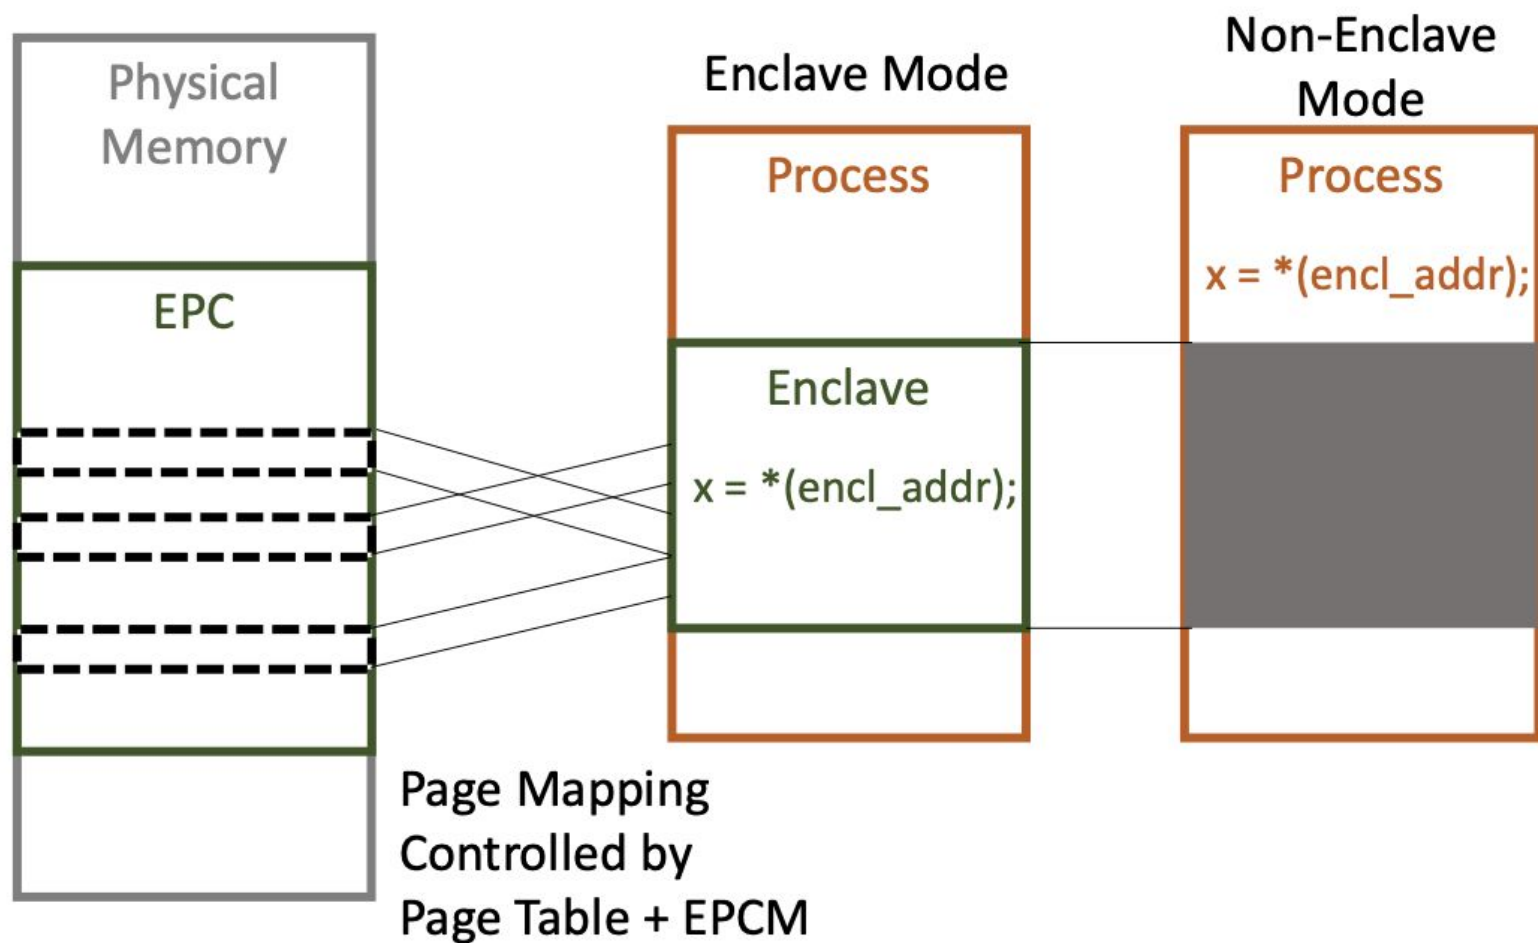 Physical
Memory
EPC
Page Mapping
Controlled by
Page Table + EPCM
Enclave Mode
Process
Enclave
x = *(encl_addr);
Non-Enclave
Mode
Process
x = *(encl_addr);